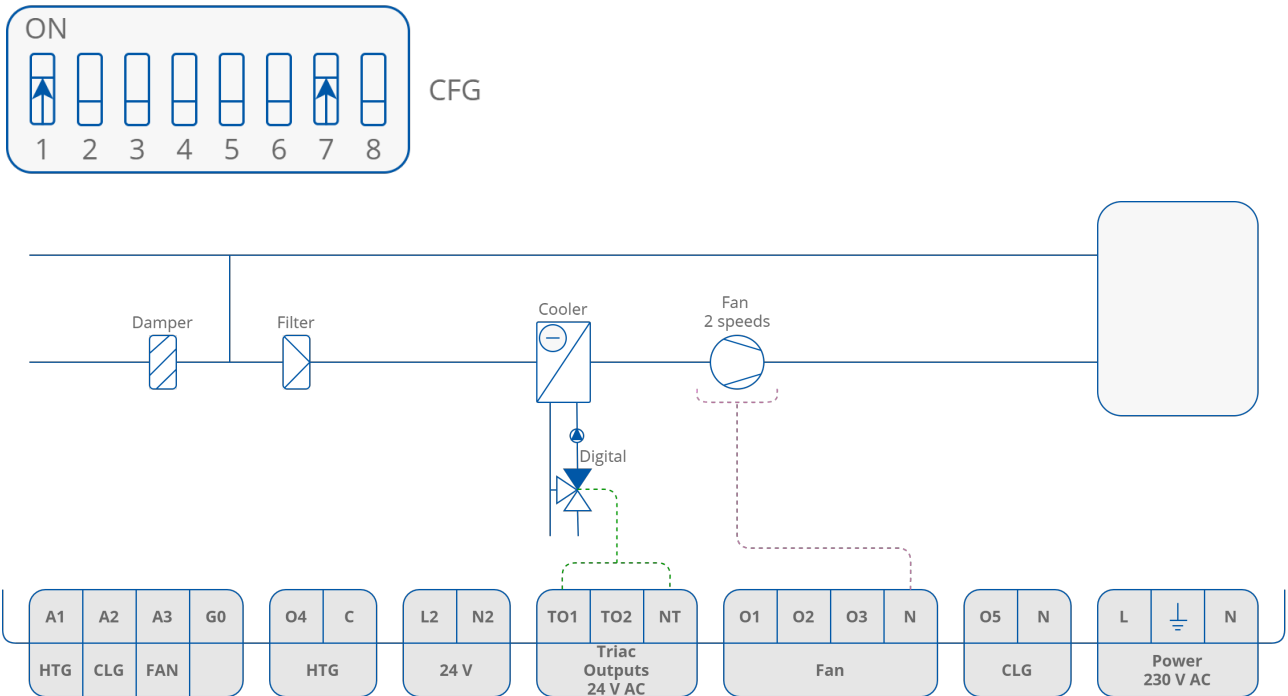 ON
CFG
1 2 3 4 5 6 7 8
Fan
2 speeds
Cooler
Damper
Filter
Digital
A1 A2 A3 G0
O4 C
L2 N2
TO1 TO2 NT
O1 O2 O3 N
O5 N
L N
HTG CLG FAN
HTG
24 V
Triac
Outputs
24 V AC
Fan
CLG
Power
230 V AC